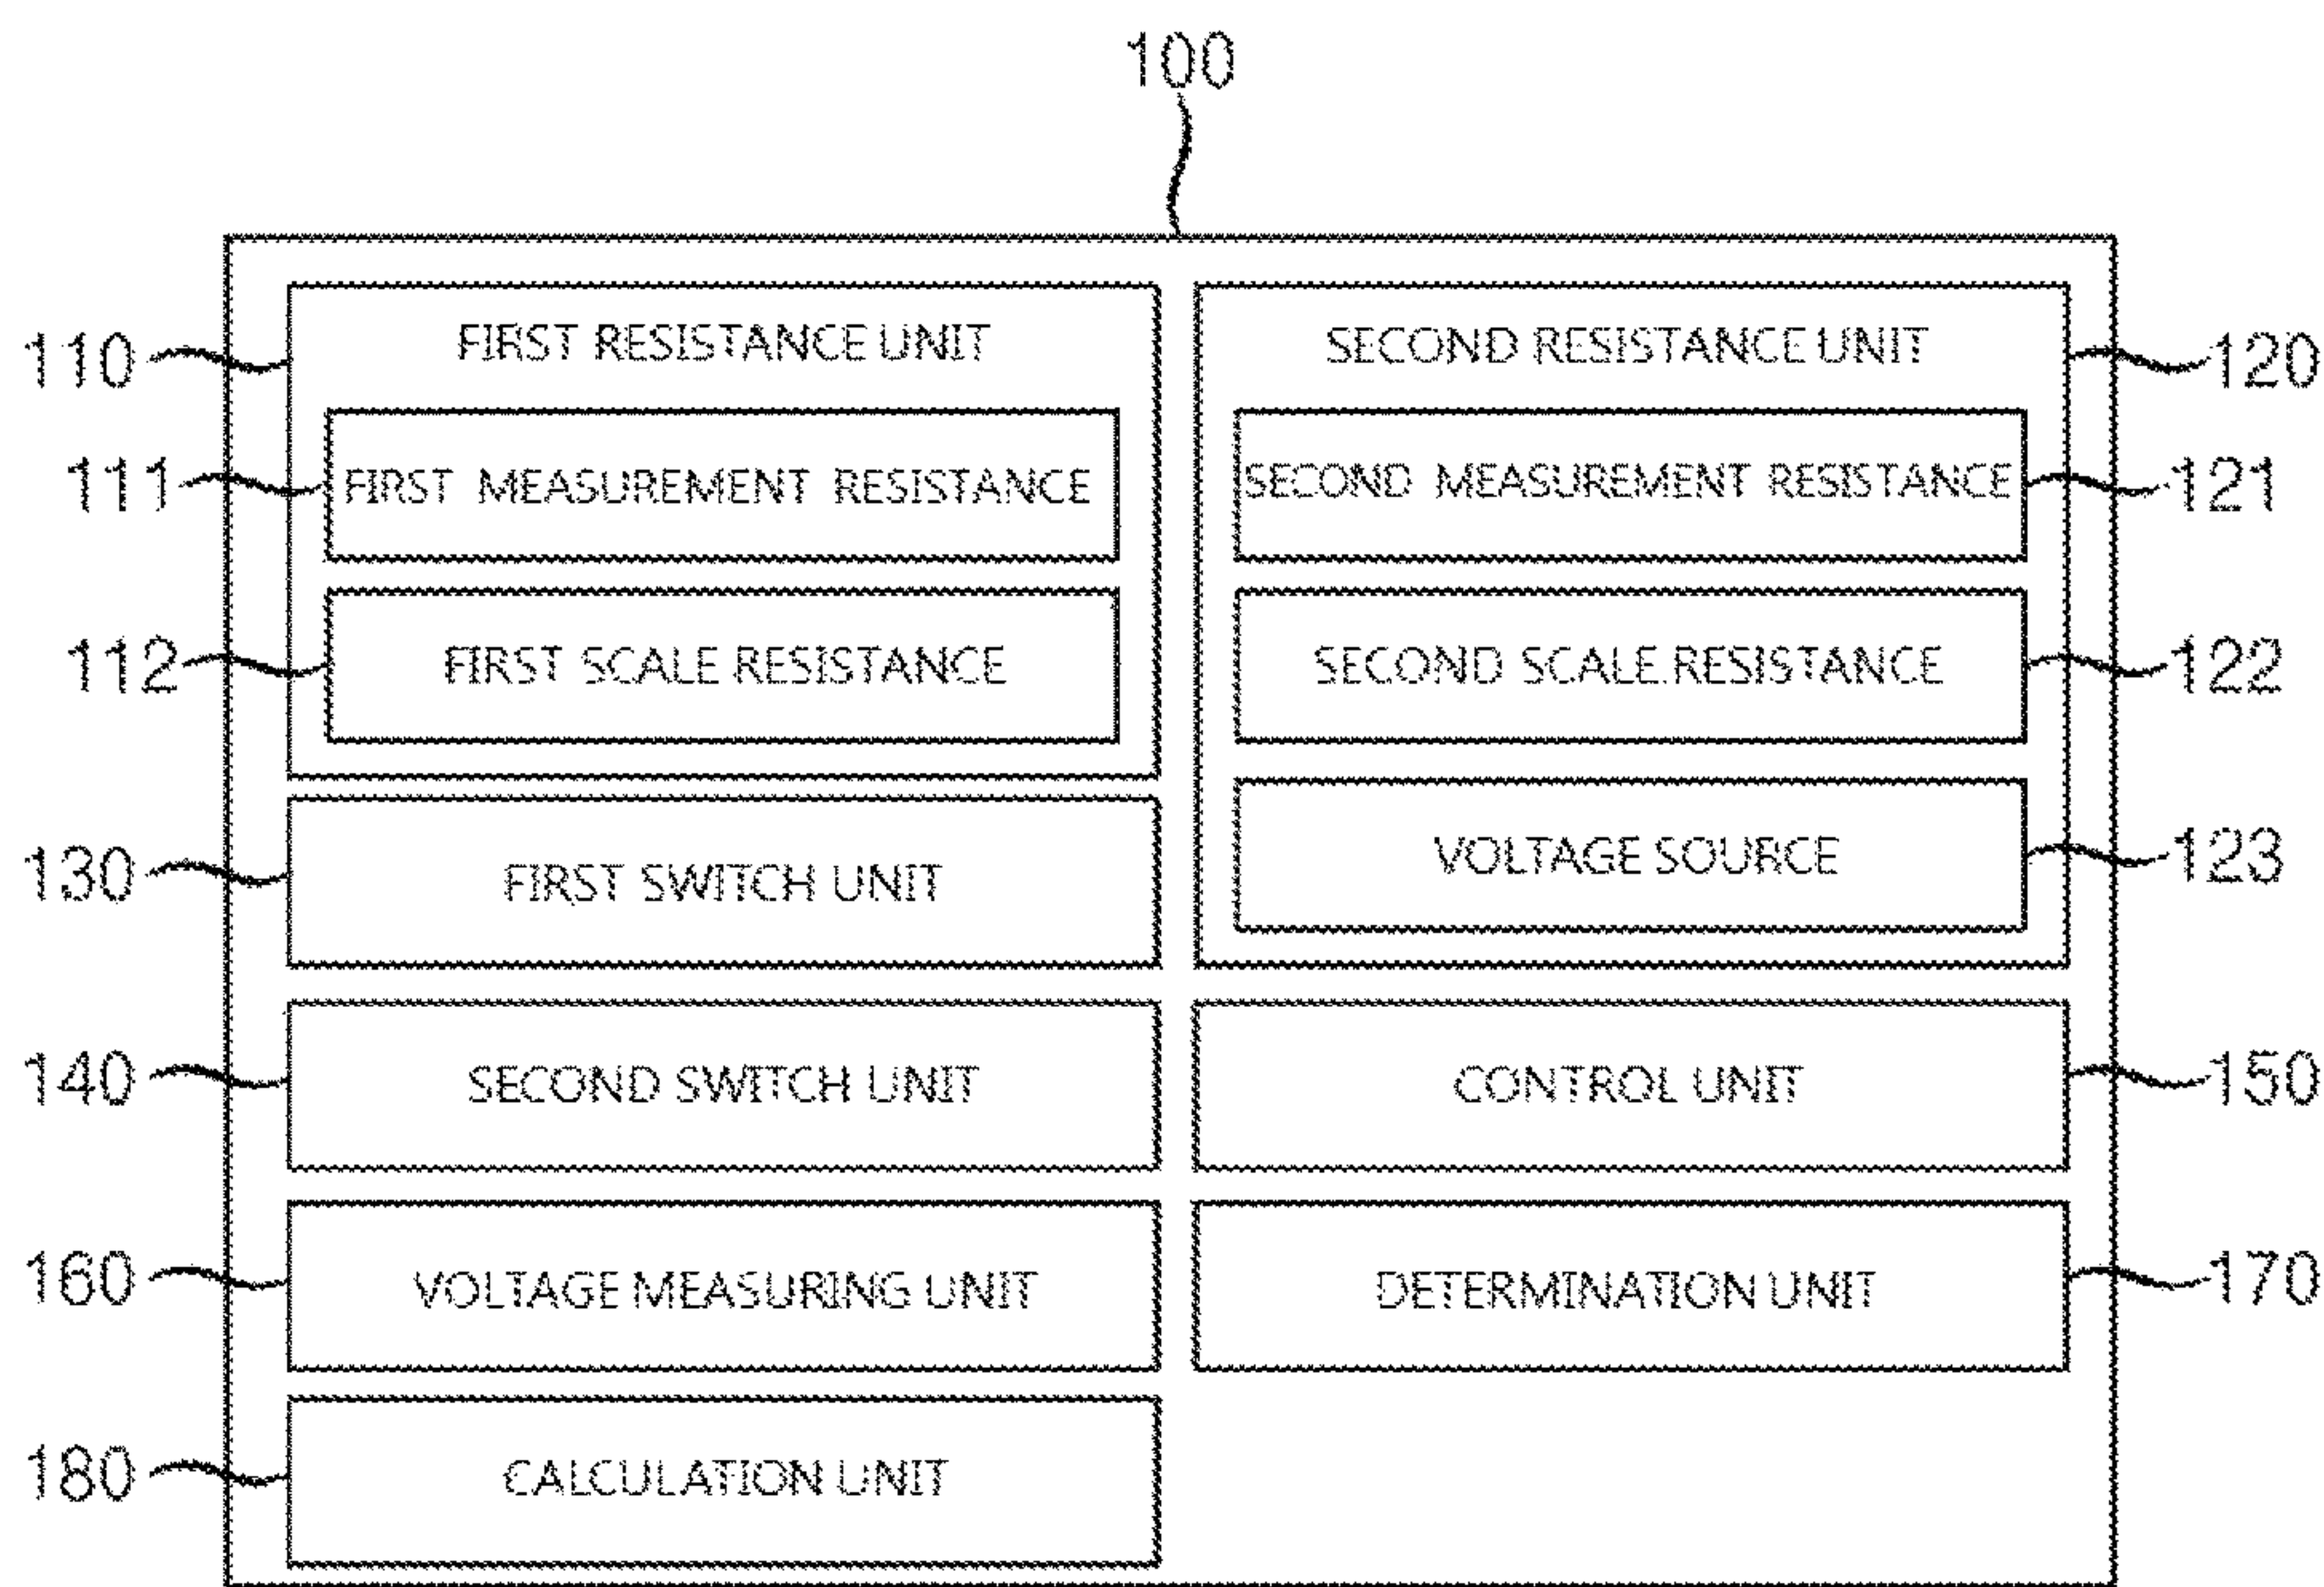 100
110
FIRST RESISTANCE UNIT
111
FIRST MEASUREMENT RESISTANCE
112
FIRST SCALE RESISTANCE
SECOND RESISTANCE UNIT
120
SECOND MEASUREMENT RESISTANCE
121
SECOND SCALE RESISTANCE
122
VOLTAGE SOURCE
123
130
FIRST SWITCH UNIT
140
SECOND SWITCH UNIT
CONTROL UNIT
150
160
VOLTAGE MEASURING UNIT
DETERMINATION UNIT
170
180
CALCULATION UNIT